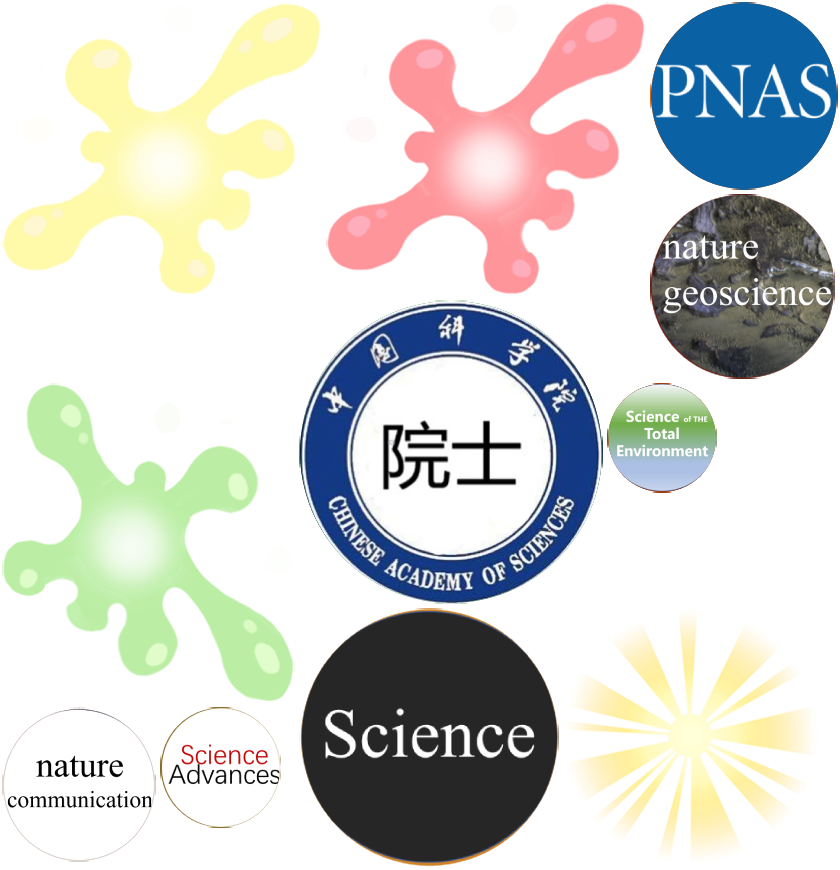 PNAS
nature
geoscience
中国科学院
院士
CHINESE ACADEMY OF SCIENCES
Science of THE
Total
Environment
Science
nature
communication
Science
Advances